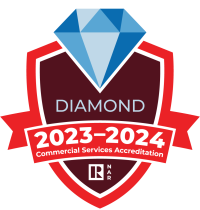 DIAMOND
2023–2024
Commercial Services Accreditation
R
NAR